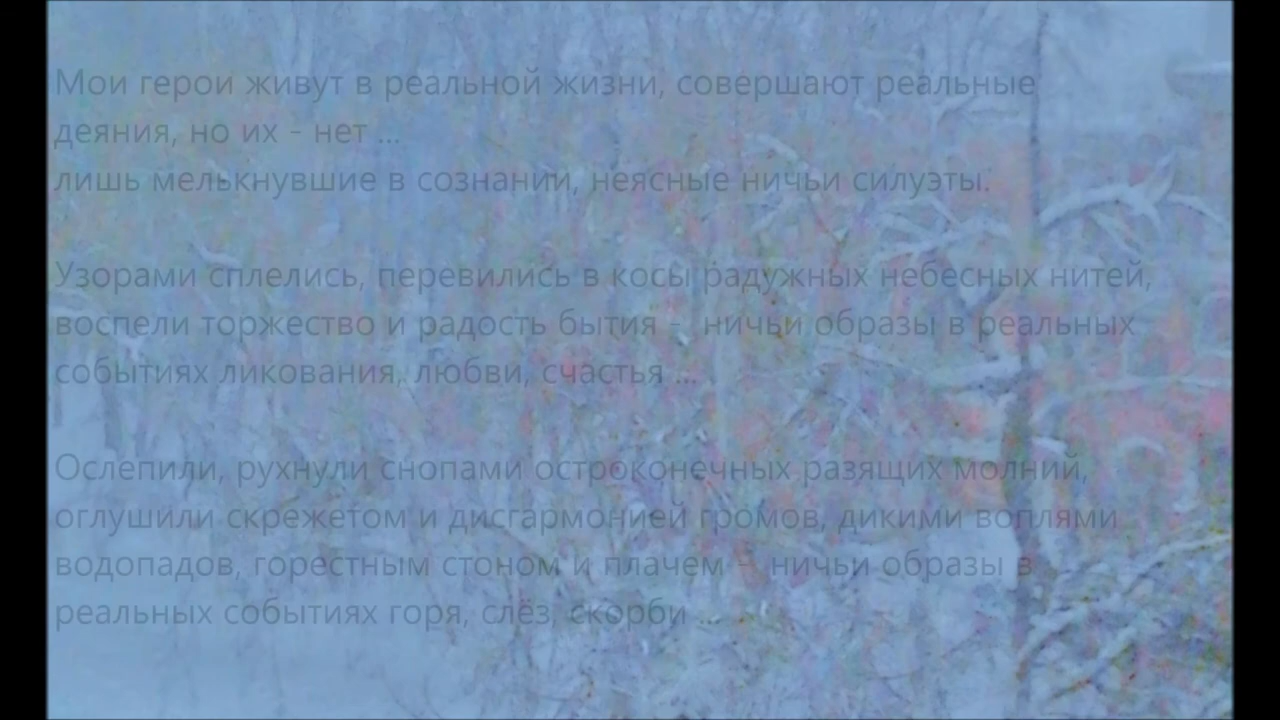 Мои герои живут в реальной жизни, совершают реальные
деяния, но их - нет ...
лишь мелькнувшие в сознании, неясные ничьи силуэты.
Узорами сплелись, перевились в косы радужных небесных нитей,
воспели торжество и радость бытия - ничьи образы в реальных
событиях ликования, любви, счастья ...
Ослепили, рухнули снопами остроконечных разящих молний,
оглушили скрежетом и дисгармонией громов, дикими воплями
водопадов, горестным стоном и плачем - ничьи образы в
реальных событиях горя, слёз, скорби ...